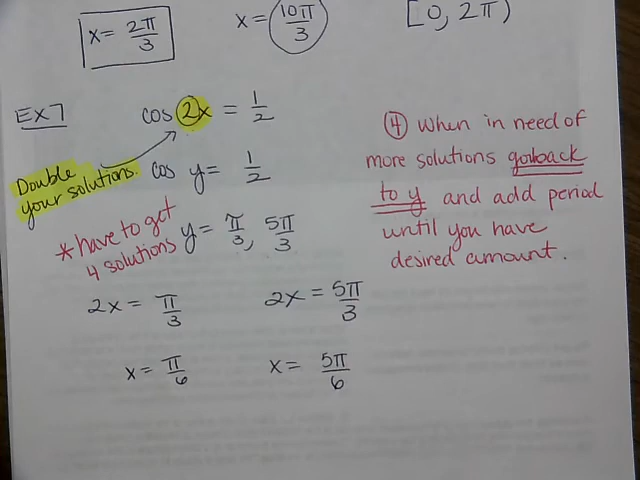 x = 2π/3 x = 10π/3 [0, 2π)
Ex 7 cos 2x = 1/2
Double your solutions.
cos y = 1/2
* have to get 4 solutions
y = π/3, 5π/3
2x = π/3 2x = 5π/3
x = π/6 x = 5π/6
④ When in need of
more solutions go back
to y and add period
until you have
desired amount.